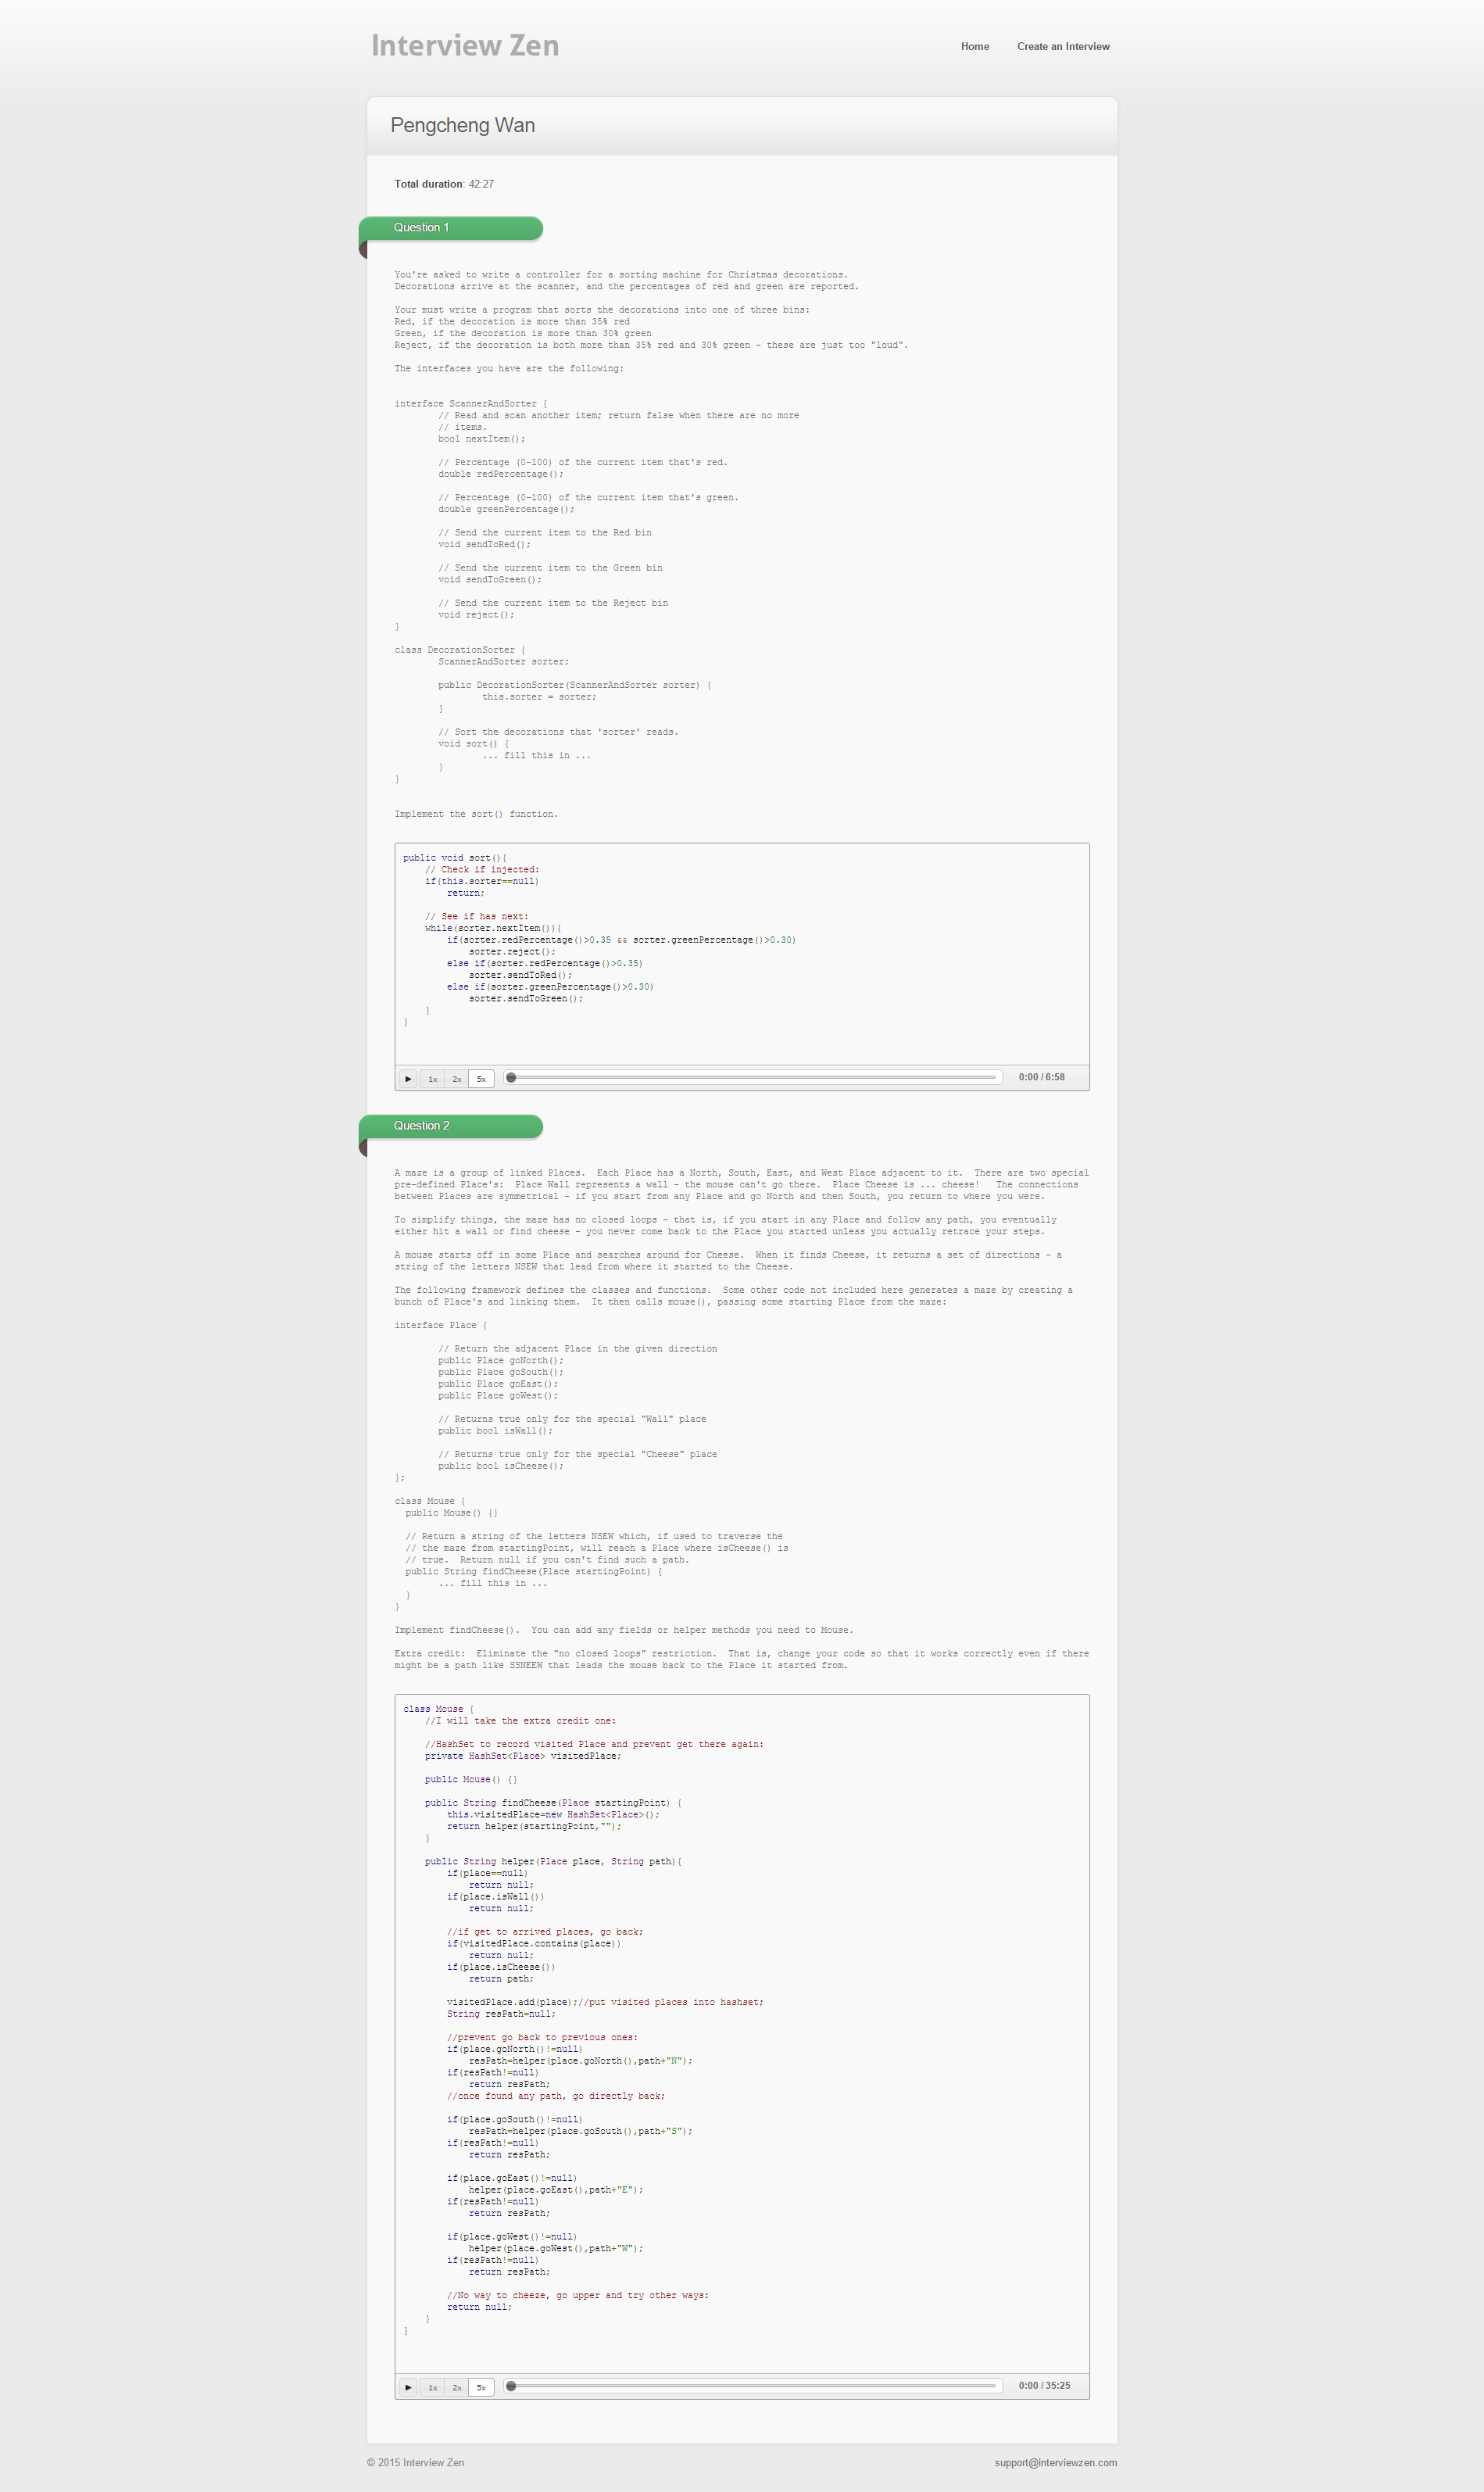 Interview Zen
Home
Create an Interview
Pengcheng Wan
Total duration: 42:27
Question 1
You're asked to write a controller for a sorting machine for Christmas decorations.
Decorations arrive at the scanner, and the percentages of red and green are reported.
Your must write a program that sorts the decorations into one of three bins:
Red, if the decoration is more than 35% red
Green, if the decoration is more than 30% green
Reject, if the decoration is both more than 35% red and 30% green - these are just too "loud".
The interfaces you have are the following:
interface ScannerAndSorter {
// Read and scan another item; return false when there are no more
// items.
bool nextItem();
// Percentage (0-100) of the current item that's red.
double redPercentage();
// Percentage (0-100) of the current item that's green.
double greenPercentage();
// Send the current item to the Red bin
void sendToRed();
// Send the current item to the Green bin
void sendToGreen();
// Send the current item to the Reject bin
void reject();
}
class DecorationSorter {
ScannerAndSorter sorter;
public DecorationSorter(ScannerAndSorter sorter) {
this.sorter = sorter;
}
// Sort the decorations that 'sorter' reads.
void sort() {
... fill this in ...
}
}
Implement the sort() function.
public void sort(){
// Check if injected:
if(this.sorter==null)
return;
// See if has next:
while(sorter.nextItem()){
if(sorter.redPercentage()>0.35 && sorter.greenPercentage()>0.30)
sorter.reject();
else if(sorter.redPercentage()>0.35)
sorter.sendToRed();
else if(sorter.greenPercentage()>0.30)
sorter.sendToGreen();
}
}
1x 2x 5x 0:00 / 6:58
Question 2
A maze is a group of linked Places.  Each Place has a North, South, East, and West Place adjacent to it.  There are two special
pre-defined Place's:  Place Wall represents a wall - the mouse can't go there.  Place Cheese is ... cheese!   The connections
between Places are symmetrical - if you start from any Place and go North and then South, you return to where you were.
To simplify things, the maze has no closed loops - that is, if you start in any Place and follow any path, you eventually
either hit a wall or find cheese - you never come back to the Place you started unless you actually retrace your steps.
A mouse starts off in some Place and searches around for Cheese.  When it finds Cheese, it returns a set of directions - a
string of the letters NSEW that lead from where it started to the Cheese.
The following framework defines the classes and functions.  Some other code not included here generates a maze by creating a
bunch of Place's and linking them.  It then calls mouse(), passing some starting Place from the maze:
interface Place {
// Return the adjacent Place in the given direction
public Place goNorth();
public Place goSouth();
public Place goEast();
public Place goWest();
// Returns true only for the special "Wall" place
public bool isWall();
// Returns true only for the special "Cheese" place
public bool isCheese();
};
class Mouse {
public Mouse() {}
// Return a string of the letters NSEW which, if used to traverse the
// the maze from startingPoint, will reach a Place where isCheese() is
// true.  Return null if you can't find such a path.
public String findCheese(Place startingPoint) {
... fill this in ...
}
}
Implement findCheese().  You can add any fields or helper methods you need to Mouse.
Extra credit:  Eliminate the "no closed loops" restriction.  That is, change your code so that it works correctly even if there
might be a path like SSNEEW that leads the mouse back to the Place it started from.
class Mouse {
//I will take the extra credit one:
//HashSet to record visited Place and prevent get there again:
private HashSet<Place> visitedPlace;
public Mouse() {}
public String findCheese(Place startingPoint) {
this.visitedPlace=new HashSet<Place>();
return helper(startingPoint,"");
}
public String helper(Place place, String path){
if(place==null)
return null;
if(place.isWall())
return null;
//if get to arrived places, go back;
if(visitedPlace.contains(place))
return null;
if(place.isCheese())
return path;
visitedPlace.add(place);//put visited places into hashset;
String resPath=null;
//prevent go back to previous ones:
if(place.goNorth()!=null)
resPath=helper(place.goNorth(),path+"N");
if(resPath!=null)
return resPath;
//once found any path, go directly back;
if(place.goSouth()!=null)
resPath=helper(place.goSouth(),path+"S");
if(resPath!=null)
return resPath;
if(place.goEast()!=null)
helper(place.goEast(),path+"E");
if(resPath!=null)
return resPath;
if(place.goWest()!=null)
helper(place.goWest(),path+"W");
if(resPath!=null)
return resPath;
//No way to cheeze, go upper and try other ways:
return null;
}
}
1x 2x 5x 0:00 / 35:25
© 2015 Interview Zen
support@interviewzen.com